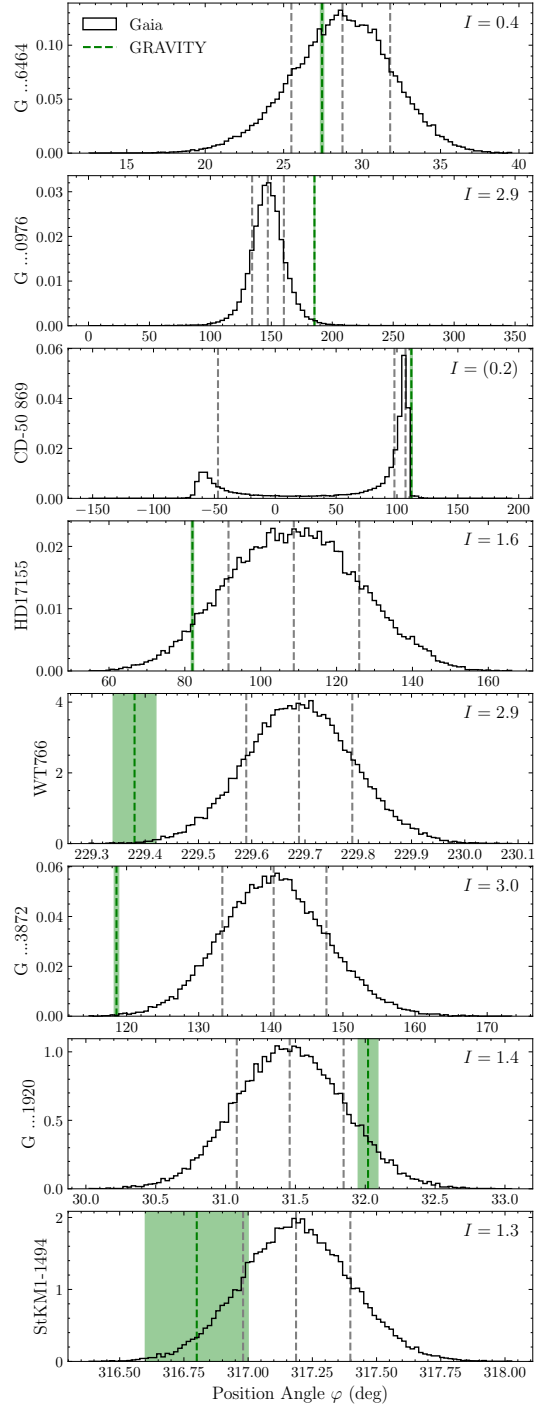 G ...6464
0.10
0.05
0.00
Gaia
GRAVITY
I = 0.4
15 20 25 30 35 40
G ...0976
0.03
0.02
0.01
0.00
I = 2.9
0 50 100 150 200 250 300 350
CD-50 869
0.06
0.04
0.02
0.00
I = (0.2)
−150 −100 −50 0 50 100 150 200
HD17155
0.02
0.01
0.00
I = 1.6
60 80 100 120 140 160
WT766
4
2
0
I = 2.9
229.3 229.4 229.5 229.6 229.7 229.8 229.9 230.0 230.1
G ...3872
0.06
0.04
0.02
0.00
I = 3.0
120 130 140 150 160 170
G ...1920
1.0
0.5
0.0
I = 1.4
30.0 30.5 31.0 31.5 32.0 32.5 33.0
StKM1-1494
2
1
0
I = 1.3
316.50 316.75 317.00 317.25 317.50 317.75 318.00
Position Angle φ (deg)